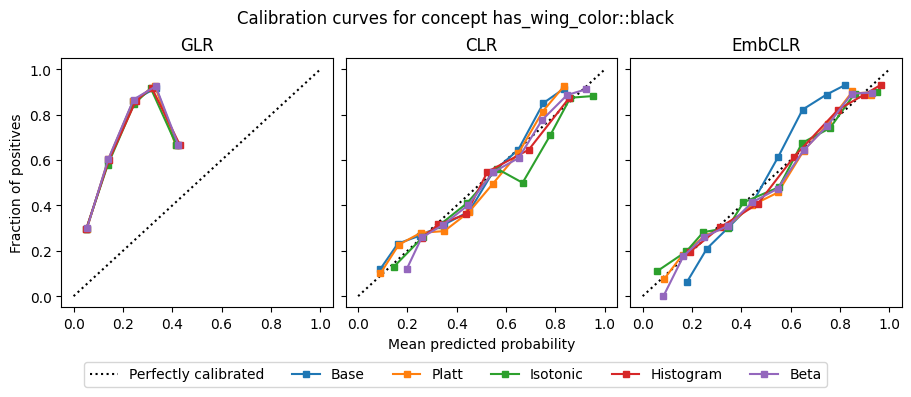 Calibration curves for concept has_wing_color::black
GLR
CLR
EmbCLR
Fraction of positives
1.0
0.8
0.6
0.4
0.2
0.0
0.0 0.2 0.4 0.6 0.8 1.0
0.0 0.2 0.4 0.6 0.8 1.0
0.0 0.2 0.4 0.6 0.8 1.0
Mean predicted probability
Perfectly calibrated Base Platt Isotonic Histogram Beta